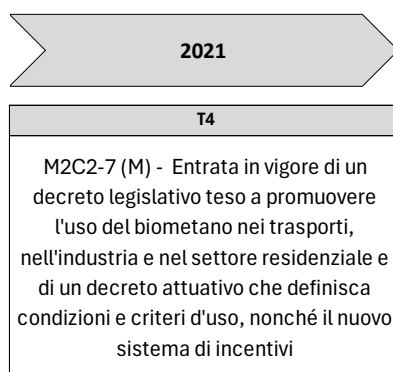 2021
T4
M2C2-7 (M) - Entrata in vigore di un
decreto legislativo teso a promuovere
l'uso del biometano nei trasporti,
nell'industria e nel settore residenziale e
di un decreto attuativo che definisca
condizioni e criteri d'uso, nonché il nuovo
sistema di incentivi